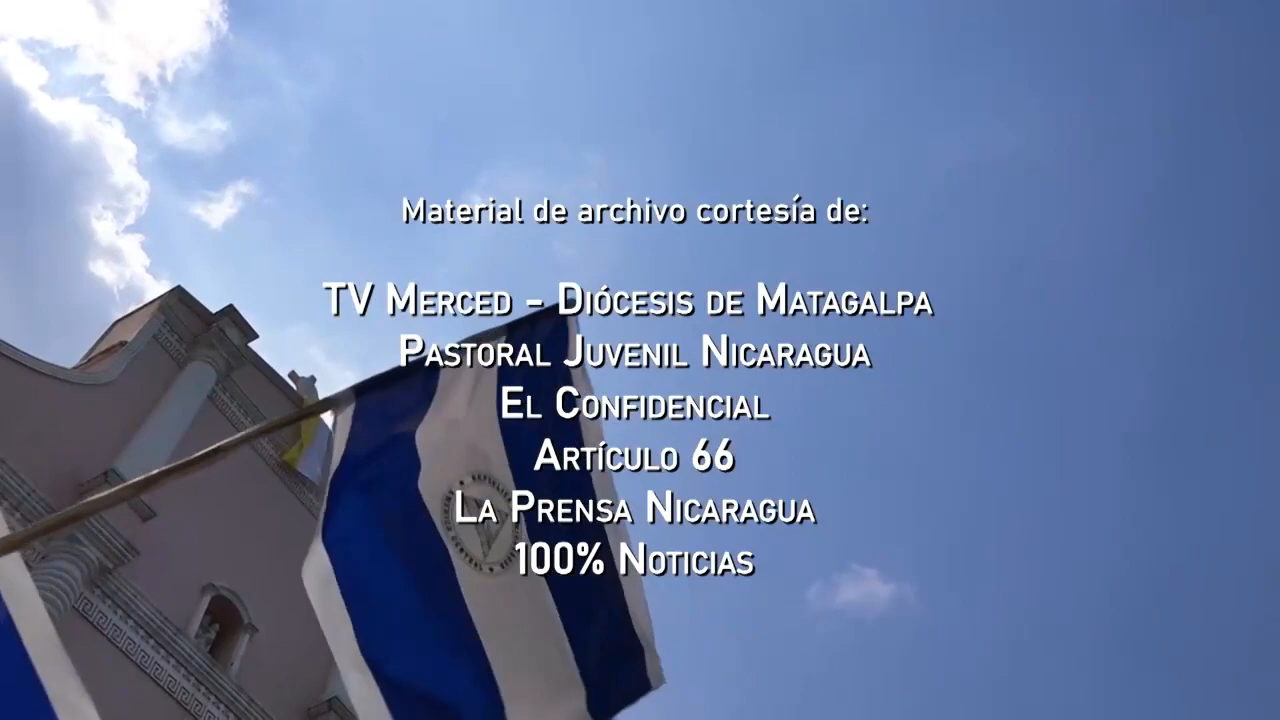 Material de archivo cortesía de:
TV Merced - Diócesis de Matagalpa
Pastoral Juvenil Nicaragua
El Confidencial
Artículo 66
La Prensa Nicaragua
100% Noticias